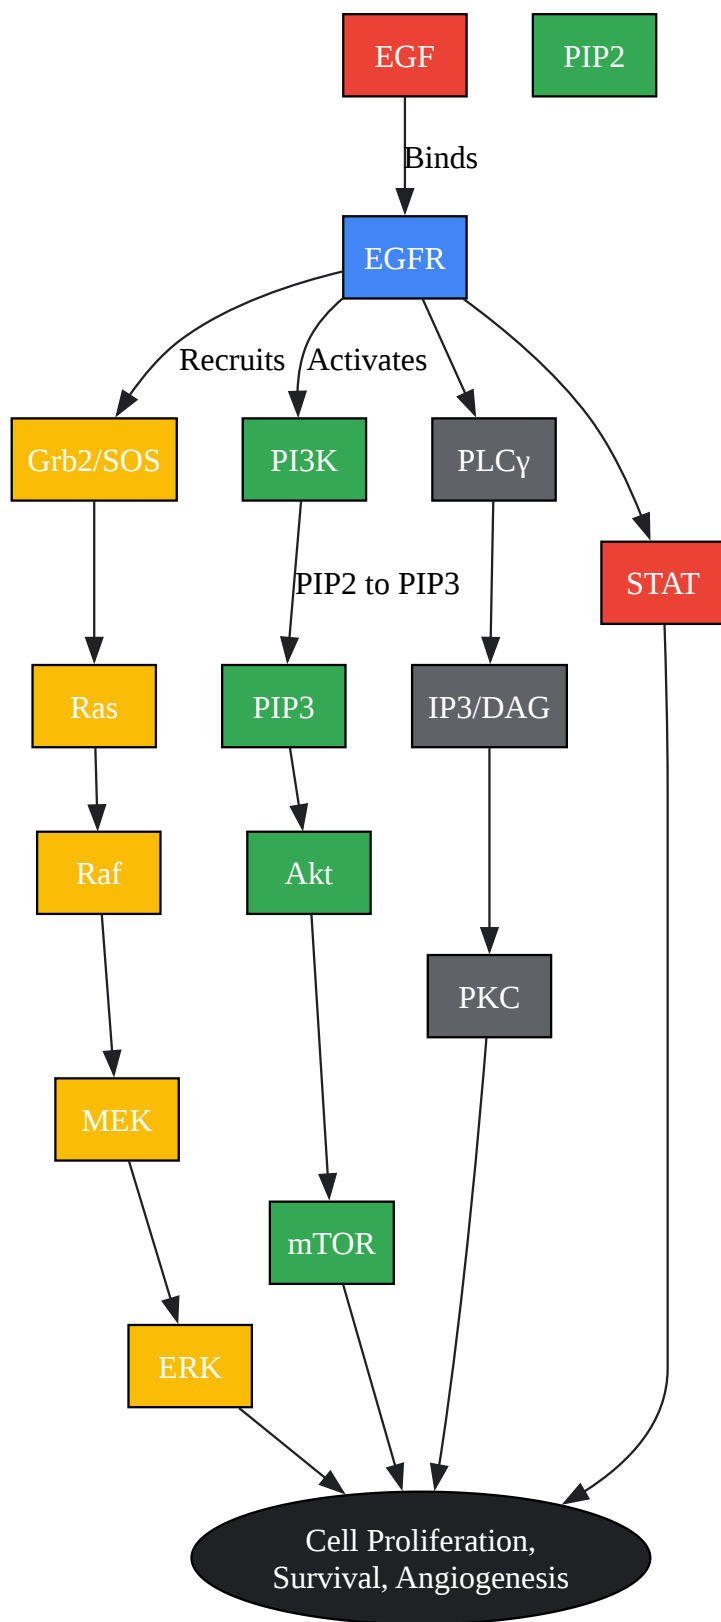 EGF
PIP2
Binds
EGFR
Recruits
Activates
Grb2/SOS
PI3K
PLCγ
PIP2 to PIP3
STAT
Ras
PIP3
IP3/DAG
Raf
Akt
PKC
MEK
mTOR
ERK
Cell Proliferation,
Survival, Angiogenesis